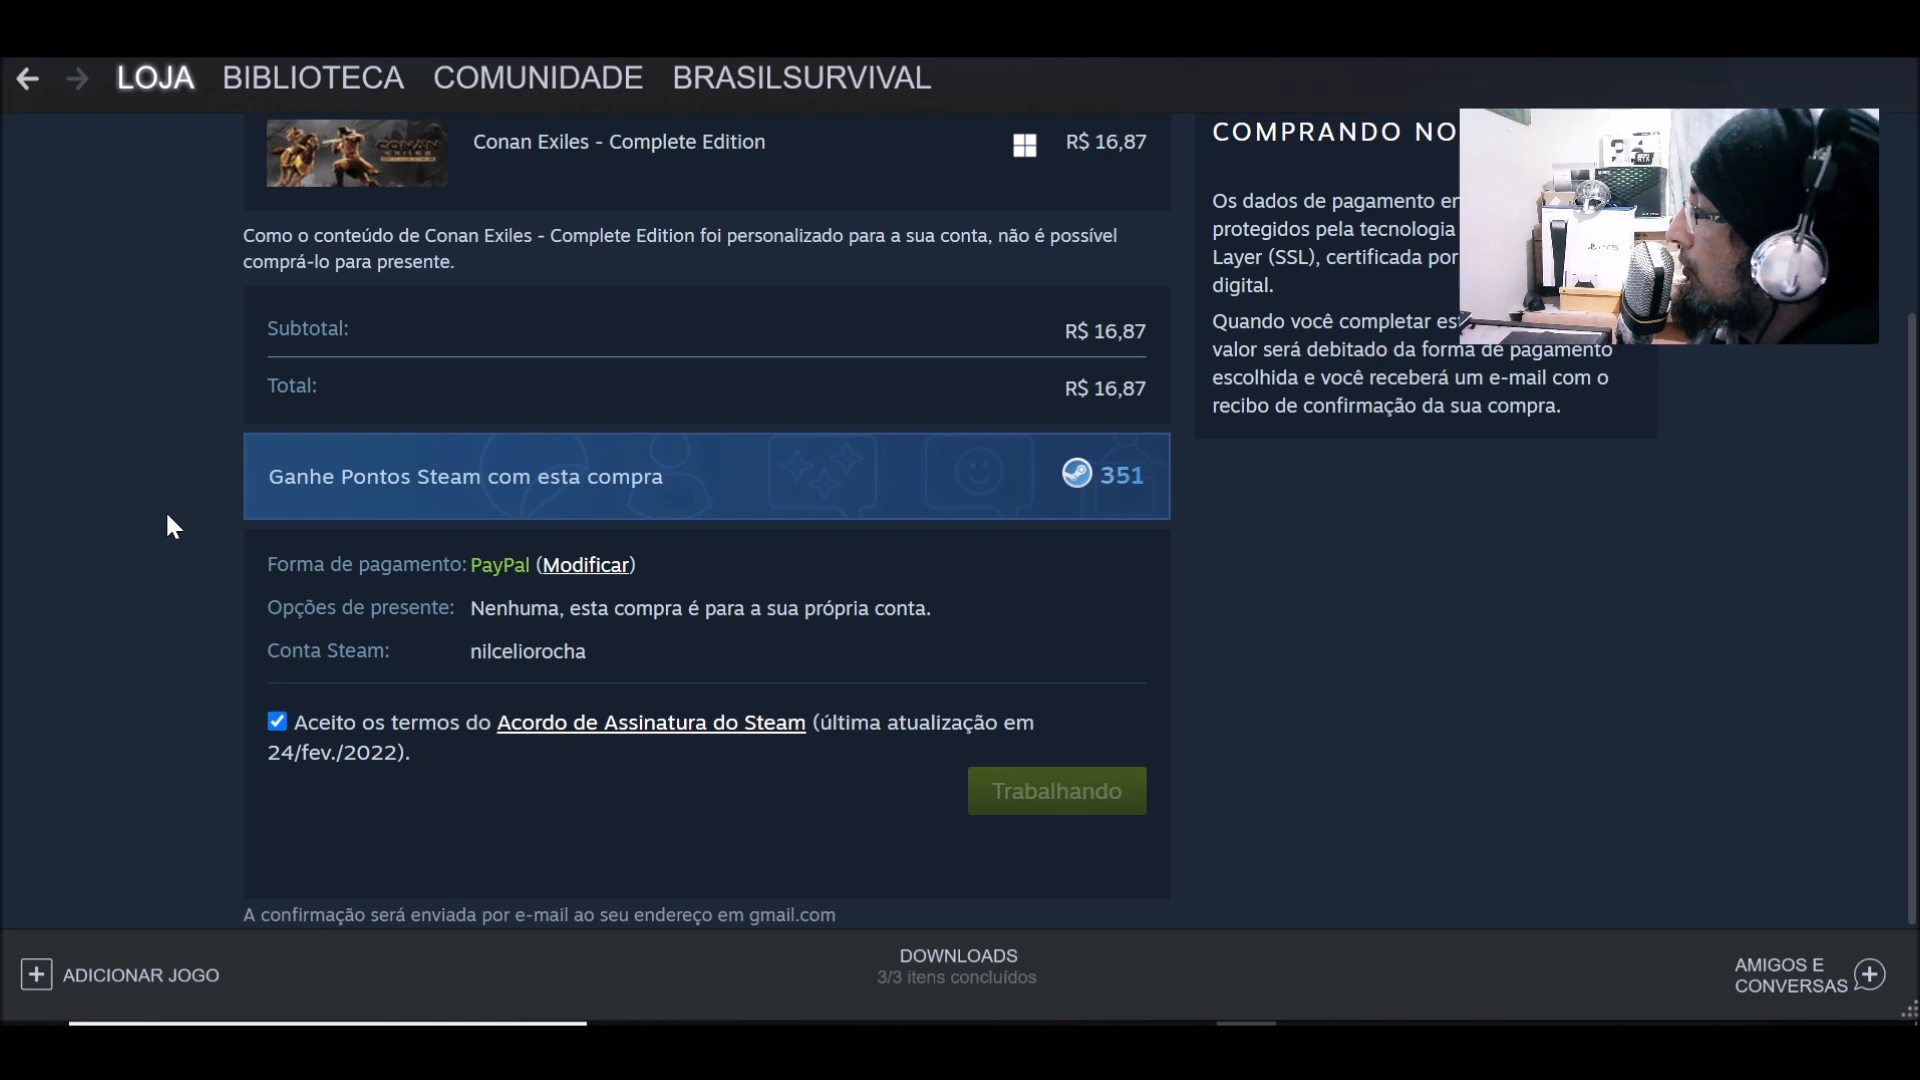 LOJA BIBLIOTECA COMUNIDADE BRASILSURVIVAL
CONAN
EXILES
Conan Exiles - Complete Edition R$ 16,87
Como o conteúdo de Conan Exiles - Complete Edition foi personalizado para a sua conta, não é possível
comprá-lo para presente.
Subtotal: R$ 16,87
Total: R$ 16,87
Ganhe Pontos Steam com esta compra 351
Forma de pagamento: PayPal (Modificar)
Opções de presente: Nenhuma, esta compra é para a sua própria conta.
Conta Steam: nilceliorocha
Aceito os termos do Acordo de Assinatura do Steam (última atualização em
24/fev./2022).
Trabalhando
A confirmação será enviada por e-mail ao seu endereço em gmail.com
COMPRANDO NO
Os dados de pagamento
protegidos pela tecnologia
Layer (SSL), certificada por
digital.
Quando você completar
valor será debitado da forma de pagamento
escolhida e você receberá um e-mail com o
recibo de confirmação da sua compra.
PS5
ADICIONAR JOGO
DOWNLOADS
3/3 itens concluídos
AMIGOS E
CONVERSAS